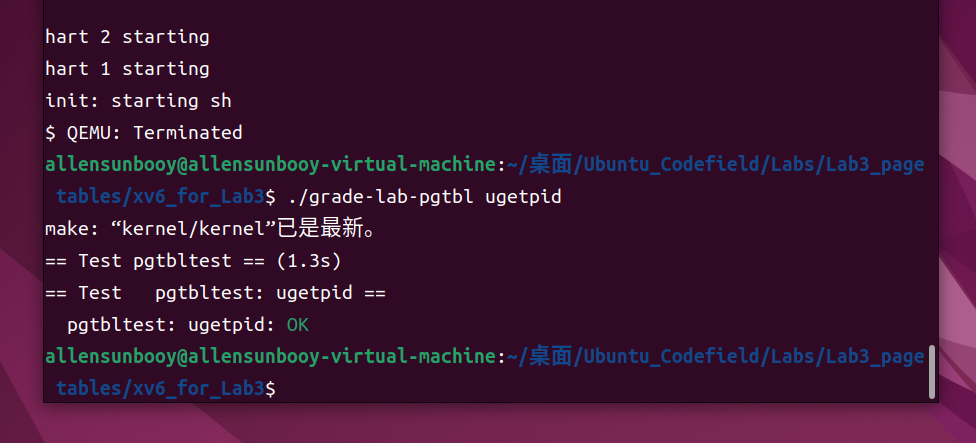 hart 2 starting
hart 1 starting
init: starting sh
$ QEMU: Terminated
allensunbooy@allensunbooy-virtual-machine:~/桌面/Ubuntu_Codefield/Labs/Lab3_page
 tables/xv6_for_Lab3$ ./grade-lab-pgtbl ugetpid
make: “kernel/kernel”已是最新。
== Test pgtbltest == (1.3s)
== Test   pgtbltest: ugetpid ==
  pgtbltest: ugetpid: OK
allensunbooy@allensunbooy-virtual-machine:~/桌面/Ubuntu_Codefield/Labs/Lab3_page
 tables/xv6_for_Lab3$